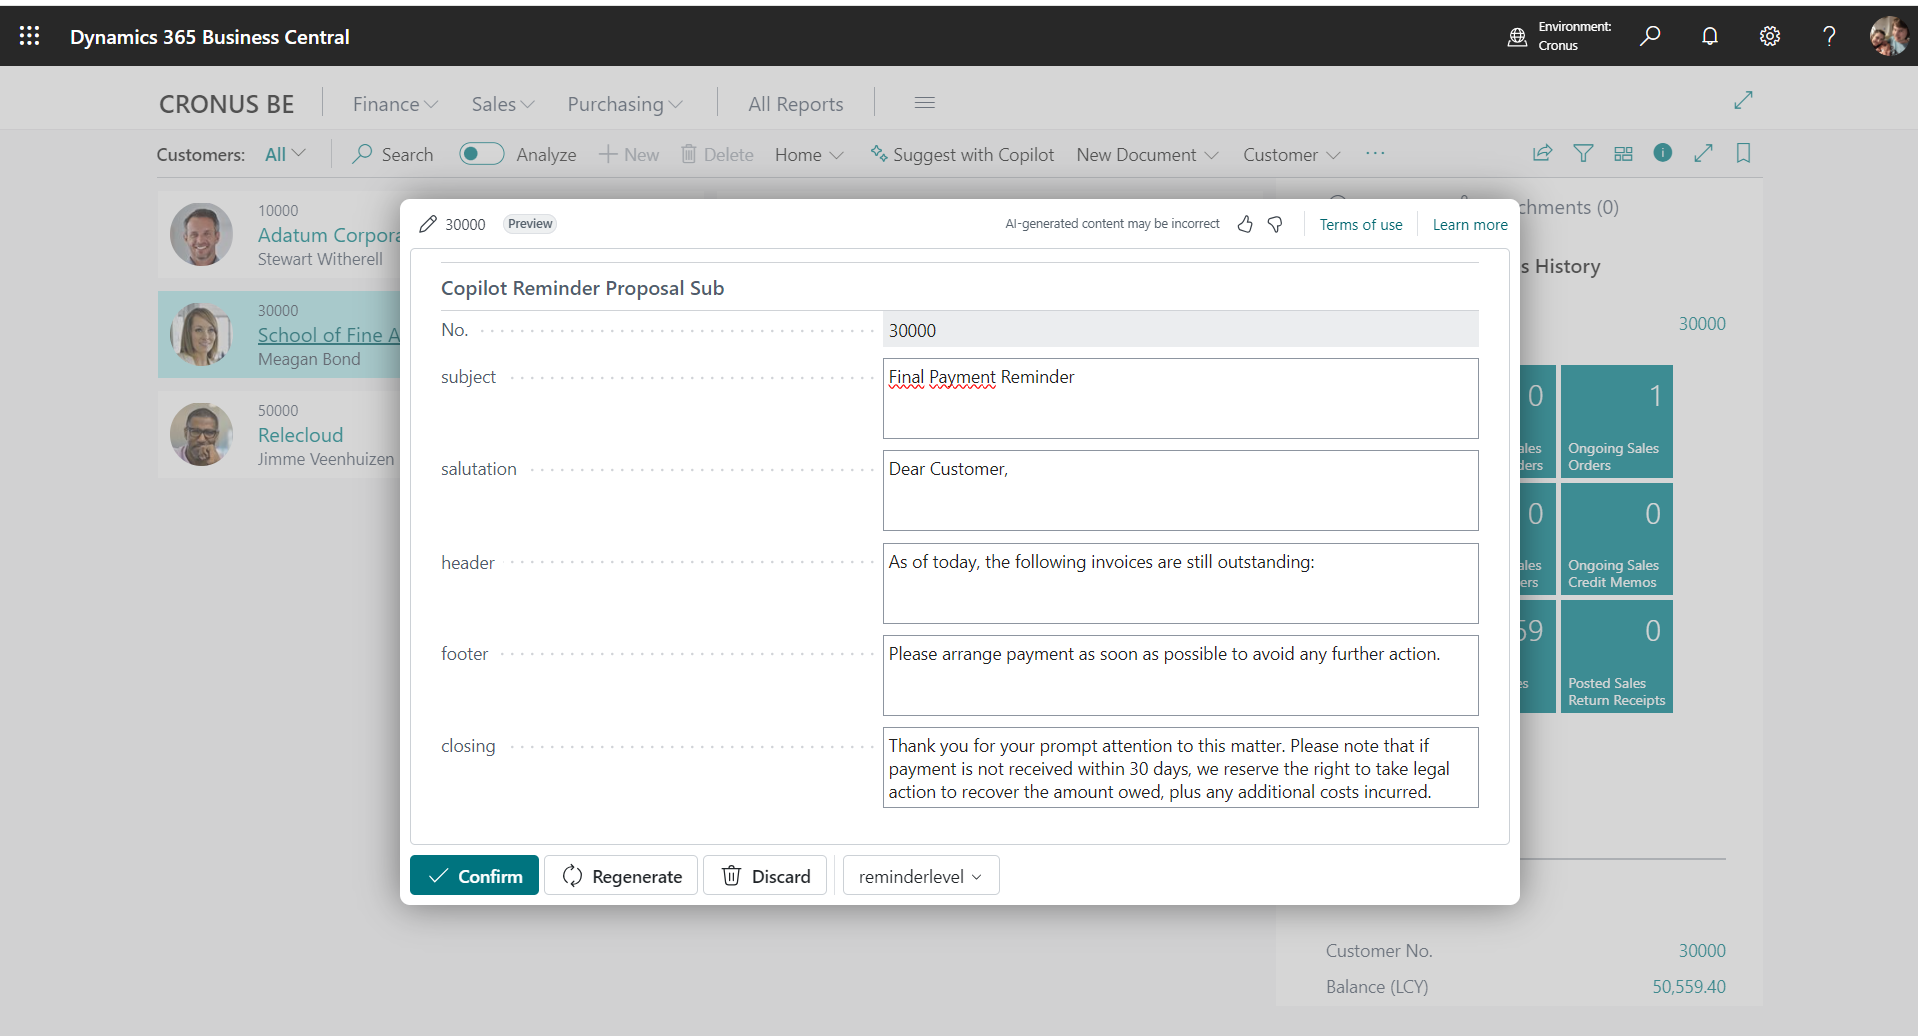 Dynamics 365 Business Central
Environment:
Cronus
?
CRONUS BE
Finance
Sales
Purchasing
All Reports
Customers:
All
Search
Analyze
New
Delete
Home
Suggest with Copilot
New Document
Customer
...
10000
Adatum Corpora
Stewart Witherell
30000
School of Fine A
Meagan Bond
50000
Relecloud
Jimme Veenhuizen
30000
Preview
AI-generated content may be incorrect
Terms of use
Learn more
Copilot Reminder Proposal Sub
No.
30000
subject
Final Payment Reminder
salutation
Dear Customer,
header
As of today, the following invoices are still outstanding:
footer
Please arrange payment as soon as possible to avoid any further action.
closing
Thank you for your prompt attention to this matter. Please note that if
payment is not received within 30 days, we reserve the right to take legal
action to recover the amount owed, plus any additional costs incurred.
Confirm
Regenerate
Discard
reminderlevel
chments (0)
s History
30000
0
ales
ders
1
Ongoing Sales
Orders
0
ales
ers
0
Ongoing Sales
Credit Memos
59
es
0
Posted Sales
Return Receipts
Customer No.
30000
Balance (LCY)
50,559.40